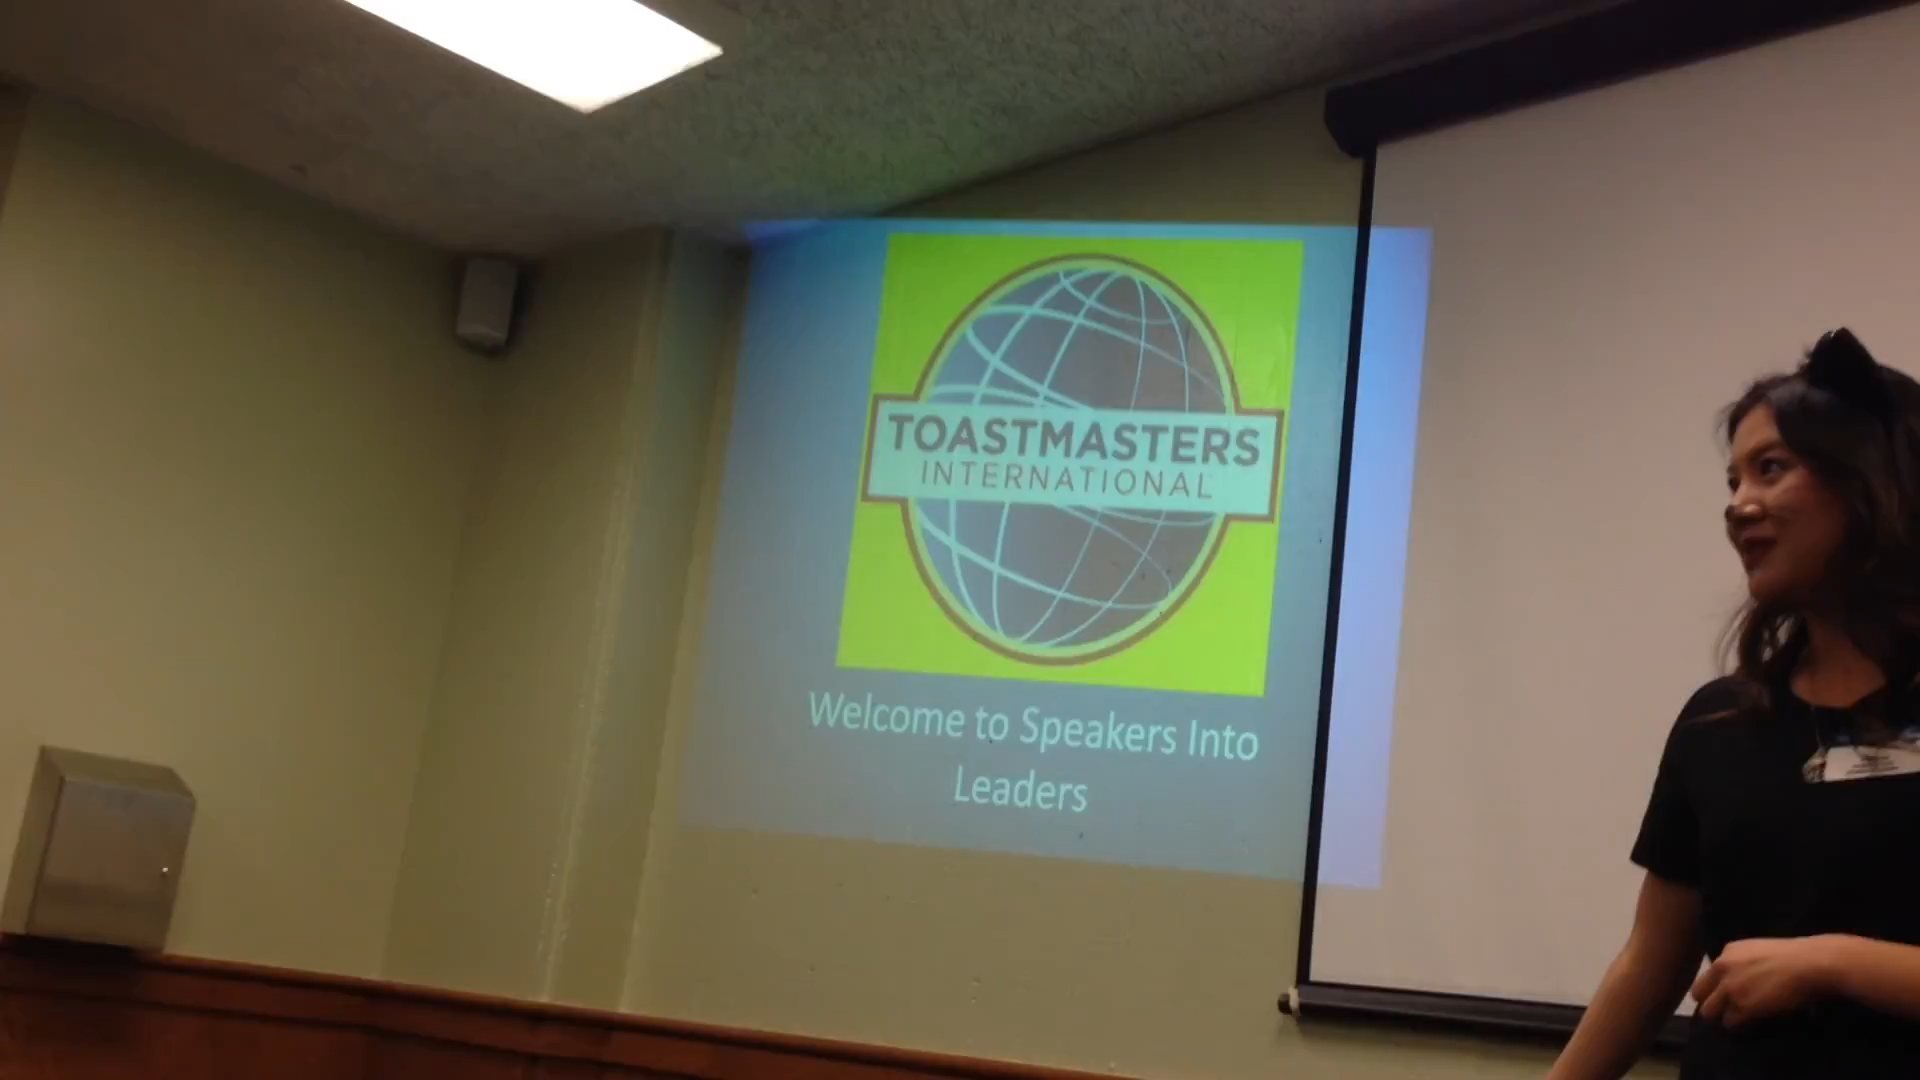 TOASTMASTERS
INTERNATIONAL
Welcome to Speakers Into
Leaders